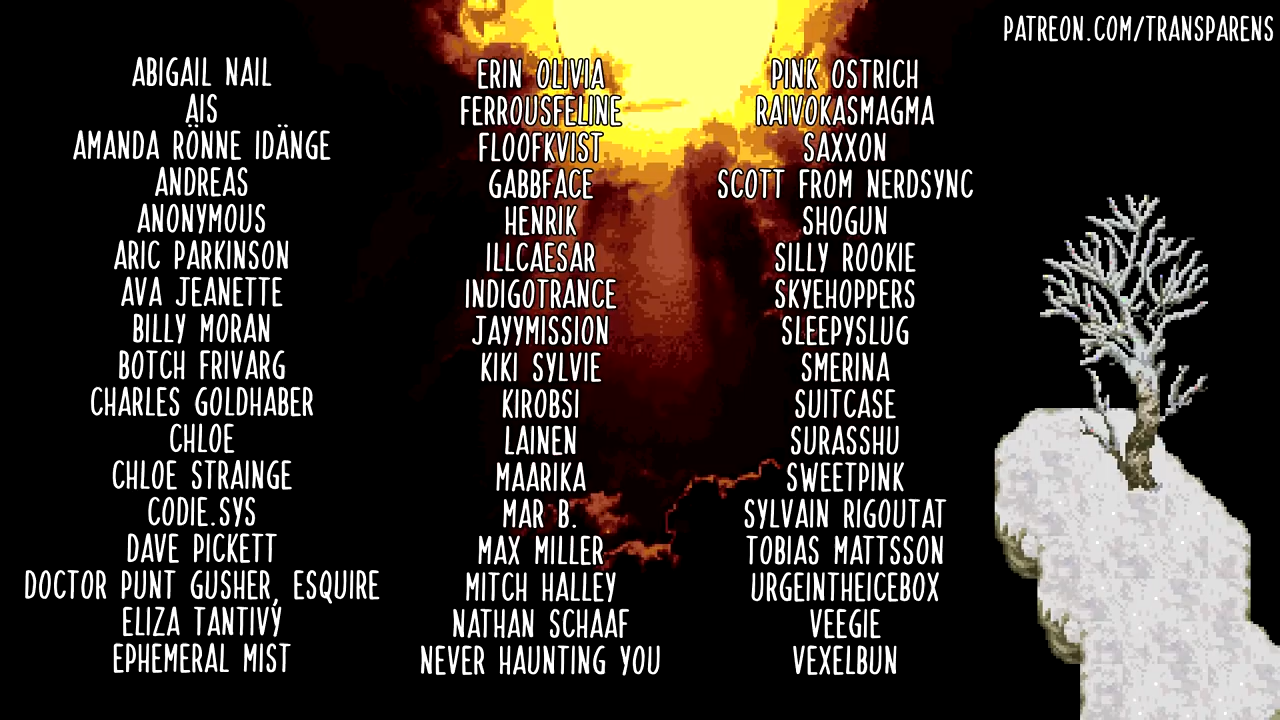 PATREON.COM/TRANSPARENS
ABIGAIL NAIL
AIS
AMANDA RÖNNE IDÄNGE
ANDREAS
ANONYMOUS
ARIC PARKINSON
AVA JEANETTE
BILLY MORAN
BOTCH FRIVARG
CHARLES GOLDHABER
CHLOE
CHLOE STRAINGE
CODIE.SYS
DAVE PICKETT
DOCTOR PUNT GUSHER, ESQUIRE
ELIZA TANTIVY
EPHEMERAL MIST
ERIN OLIVIA
FERROUSFELINE
FLOOFKVIST
GABBFACE
HENRIK
ILLCAESAR
INDIGOTRANCE
JAYYMISSION
KIKI SYLVIE
KIROBSI
LAINEN
MAARIKA
MAR B.
MAX MILLER
MITCH HALLEY
NATHAN SCHAAF
NEVER HAUNTING YOU
PINK OSTRICH
RAIVOKASMAGMA
SAXXON
SCOTT FROM NERDSYNC
SHOGUN
SILLY ROOKIE
SKYEHOPPERS
SLEEPYSLUG
SMERINA
SUITCASE
SURASSHU
SWEETPINK
SYLVAIN RIGOUTAT
TOBIAS MATTSSON
URGEINTHEICEBOX
VEEGIE
VEXELBUN